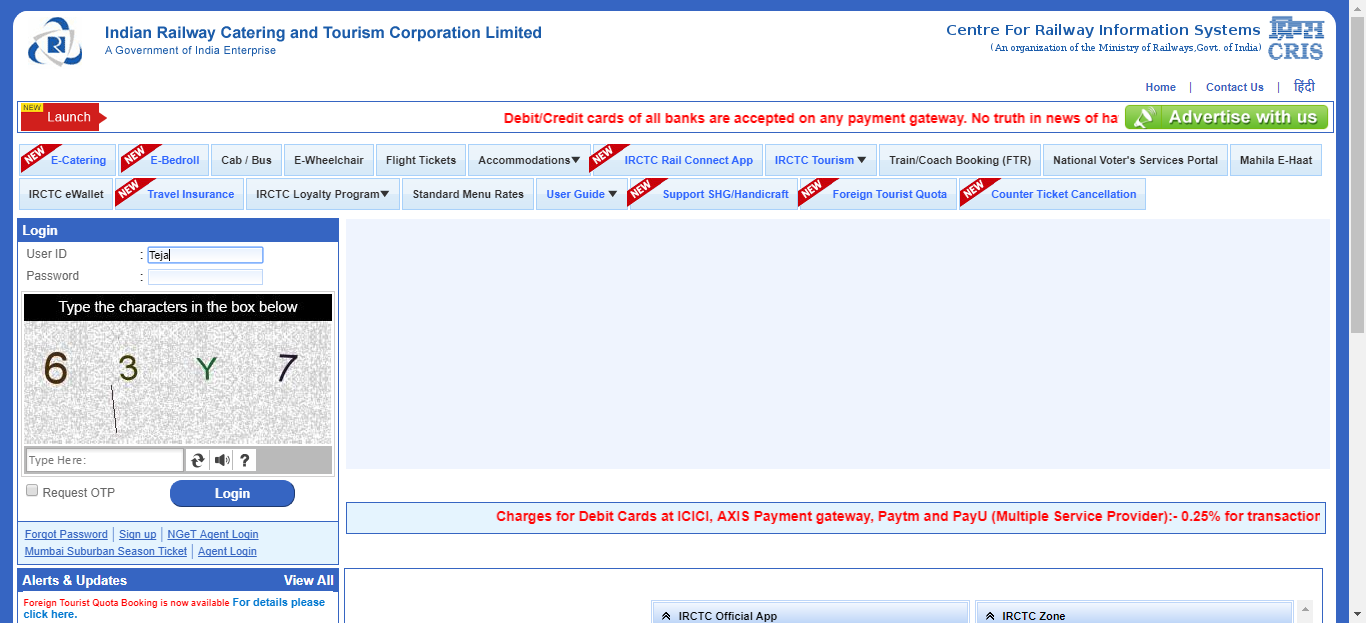 Indian Railway Catering and Tourism Corporation Limited
A Government of India Enterprise
Centre For Railway Information Systems
(An organization of the Ministry of Railways,Govt. of India)
CRIS
Home | Contact Us | हिंदी
NEW
Launch
Debit/Credit cards of all banks are accepted on any payment gateway. No truth in news of ha
Advertise with us
NEW E-Catering NEW E-Bedroll Cab / Bus E-Wheelchair Flight Tickets Accommodations▼ NEW IRCTC Rail Connect App IRCTC Tourism ▼ Train/Coach Booking (FTR) National Voter's Services Portal Mahila E-Haat
IRCTC eWallet NEW Travel Insurance IRCTC Loyalty Program▼ Standard Menu Rates User Guide ▼ NEW Support SHG/Handicraft NEW Foreign Tourist Quota NEW Counter Ticket Cancellation
Login
User ID : Teja
Password :
Type the characters in the box below
6 3 Y 7
Type Here:
?
Request OTP
Login
Forgot Password | Sign up | NGeT Agent Login
Mumbai Suburban Season Ticket | Agent Login
Charges for Debit Cards at ICICI, AXIS Payment gateway, Paytm and PayU (Multiple Service Provider):- 0.25% for transaction
Alerts & Updates View All
Foreign Tourist Quota Booking is now available For details please
click here.
IRCTC Official App
IRCTC Zone